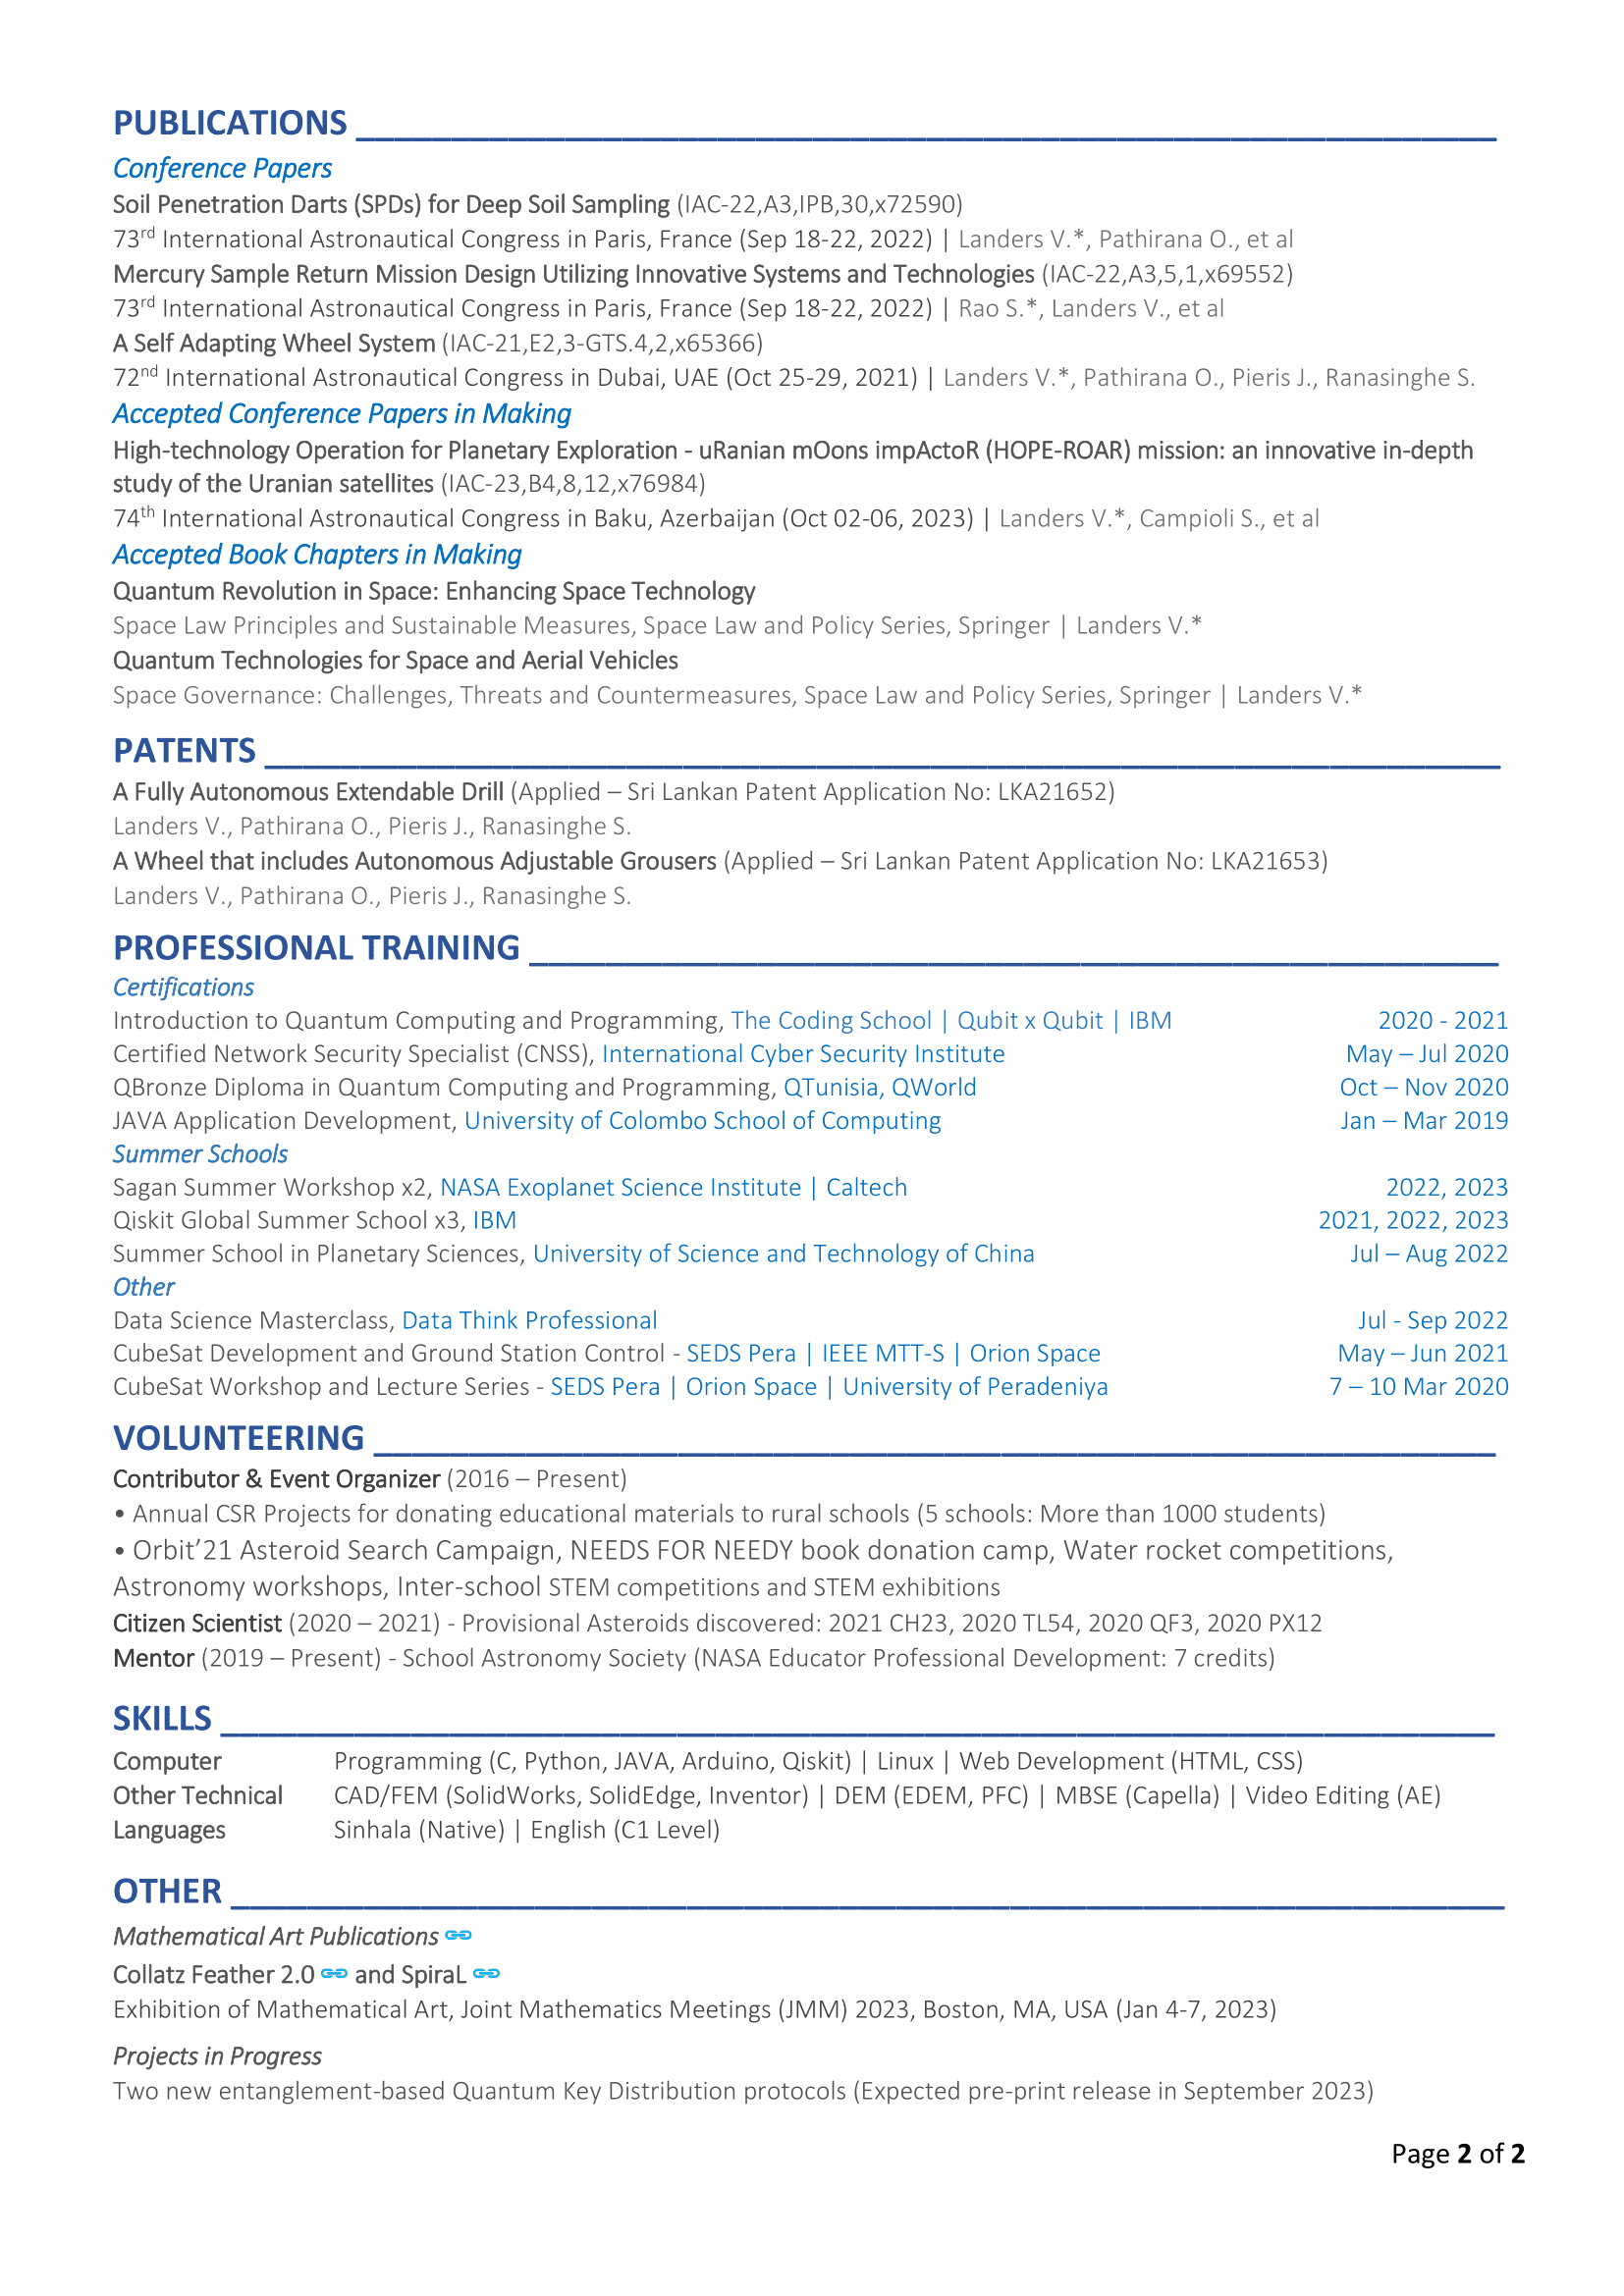 PUBLICATIONS
Conference Papers
Soil Penetration Darts (SPDs) for Deep Soil Sampling (IAC-22,A3,IPB,30,x72590)
73rd International Astronautical Congress in Paris, France (Sep 18-22, 2022) | Landers V.*, Pathirana O., et al
Mercury Sample Return Mission Design Utilizing Innovative Systems and Technologies (IAC-22,A3,5,1,x69552)
73rd International Astronautical Congress in Paris, France (Sep 18-22, 2022) | Rao S.*, Landers V., et al
A Self Adapting Wheel System (IAC-21,E2,3-GTS.4,2,x65366)
72nd International Astronautical Congress in Dubai, UAE (Oct 25-29, 2021) | Landers V.*, Pathirana O., Pieris J., Ranasinghe S.
Accepted Conference Papers in Making
High-technology Operation for Planetary Exploration - uRanian mOons impActoR (HOPE-ROAR) mission: an innovative in-depth
study of the Uranian satellites (IAC-23,B4,8,12,x76984)
74th International Astronautical Congress in Baku, Azerbaijan (Oct 02-06, 2023) | Landers V.*, Campioli S., et al
Accepted Book Chapters in Making
Quantum Revolution in Space: Enhancing Space Technology
Space Law Principles and Sustainable Measures, Space Law and Policy Series, Springer | Landers V.*
Quantum Technologies for Space and Aerial Vehicles
Space Governance: Challenges, Threats and Countermeasures, Space Law and Policy Series, Springer | Landers V.*
PATENTS
A Fully Autonomous Extendable Drill (Applied – Sri Lankan Patent Application No: LKA21652)
Landers V., Pathirana O., Pieris J., Ranasinghe S.
A Wheel that includes Autonomous Adjustable Grousers (Applied – Sri Lankan Patent Application No: LKA21653)
Landers V., Pathirana O., Pieris J., Ranasinghe S.
PROFESSIONAL TRAINING
Certifications
Introduction to Quantum Computing and Programming, The Coding School | Qubit x Qubit | IBM 2020 - 2021
Certified Network Security Specialist (CNSS), International Cyber Security Institute May – Jul 2020
QBronze Diploma in Quantum Computing and Programming, QTunisia, QWorld Oct – Nov 2020
JAVA Application Development, University of Colombo School of Computing Jan – Mar 2019
Summer Schools
Sagan Summer Workshop x2, NASA Exoplanet Science Institute | Caltech 2022, 2023
Qiskit Global Summer School x3, IBM 2021, 2022, 2023
Summer School in Planetary Sciences, University of Science and Technology of China Jul – Aug 2022
Other
Data Science Masterclass, Data Think Professional Jul - Sep 2022
CubeSat Development and Ground Station Control - SEDS Pera | IEEE MTT-S | Orion Space May – Jun 2021
CubeSat Workshop and Lecture Series - SEDS Pera | Orion Space | University of Peradeniya 7 – 10 Mar 2020
VOLUNTEERING
Contributor & Event Organizer (2016 – Present)
• Annual CSR Projects for donating educational materials to rural schools (5 schools: More than 1000 students)
• Orbit’21 Asteroid Search Campaign, NEEDS FOR NEEDY book donation camp, Water rocket competitions,
Astronomy workshops, Inter-school STEM competitions and STEM exhibitions
Citizen Scientist (2020 – 2021) - Provisional Asteroids discovered: 2021 CH23, 2020 TL54, 2020 QF3, 2020 PX12
Mentor (2019 – Present) - School Astronomy Society (NASA Educator Professional Development: 7 credits)
SKILLS
Computer Programming (C, Python, JAVA, Arduino, Qiskit) | Linux | Web Development (HTML, CSS)
Other Technical CAD/FEM (SolidWorks, SolidEdge, Inventor) | DEM (EDEM, PFC) | MBSE (Capella) | Video Editing (AE)
Languages Sinhala (Native) | English (C1 Level)
OTHER
Mathematical Art Publications
Collatz Feather 2.0 and SpiraL
Exhibition of Mathematical Art, Joint Mathematics Meetings (JMM) 2023, Boston, MA, USA (Jan 4-7, 2023)
Projects in Progress
Two new entanglement-based Quantum Key Distribution protocols (Expected pre-print release in September 2023)
Page 2 of 2